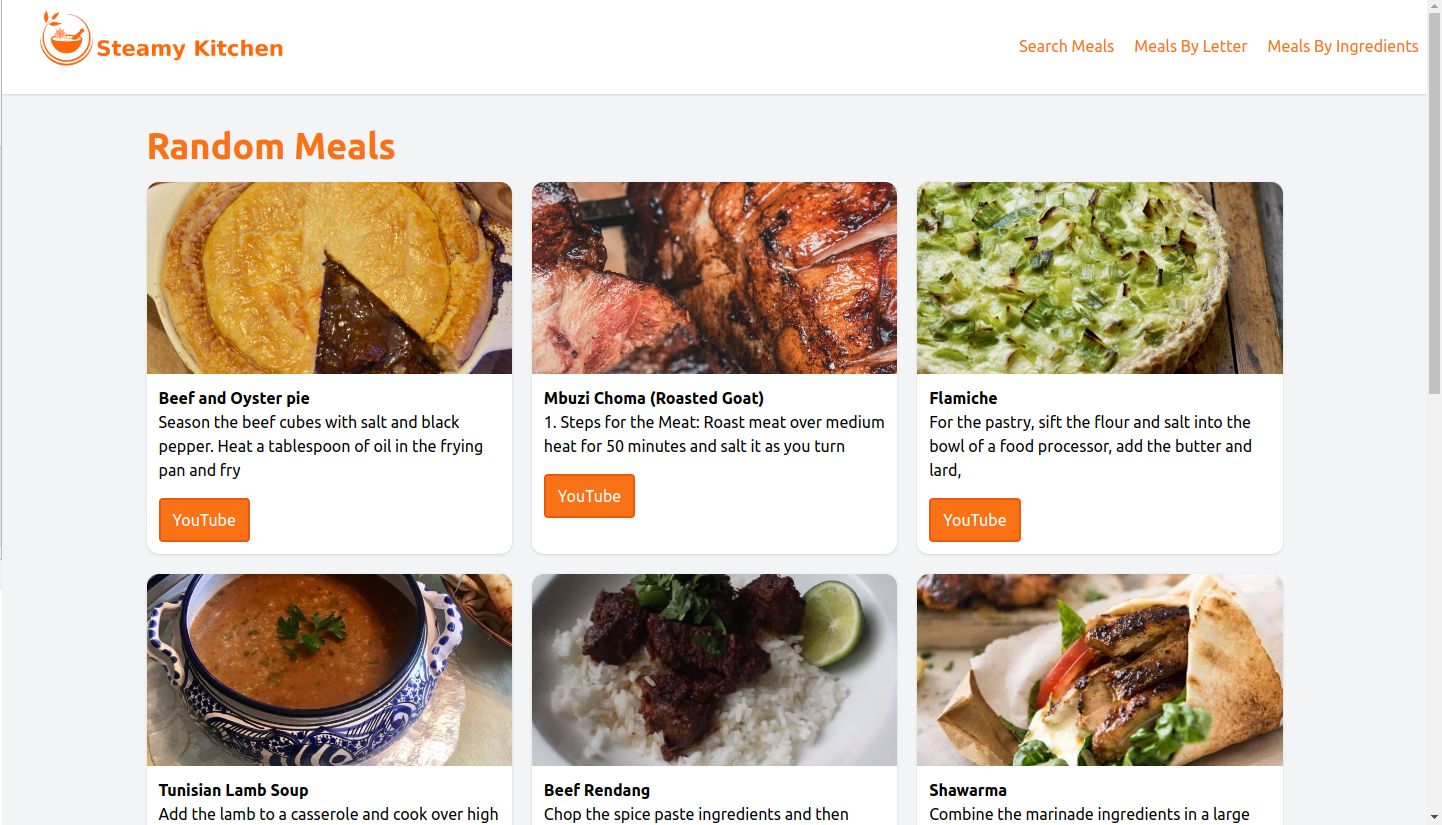 Steamy Kitchen
Search Meals
Meals By Letter
Meals By Ingredients
Random Meals
Beef and Oyster pie
Season the beef cubes with salt and black
pepper. Heat a tablespoon of oil in the frying
pan and fry
YouTube
Mbuzi Choma (Roasted Goat)
1. Steps for the Meat: Roast meat over medium
heat for 50 minutes and salt it as you turn
YouTube
Flamiche
For the pastry, sift the flour and salt into the
bowl of a food processor, add the butter and
lard,
YouTube
Tunisian Lamb Soup
Add the lamb to a casserole and cook over high
Beef Rendang
Chop the spice paste ingredients and then
Shawarma
Combine the marinade ingredients in a large